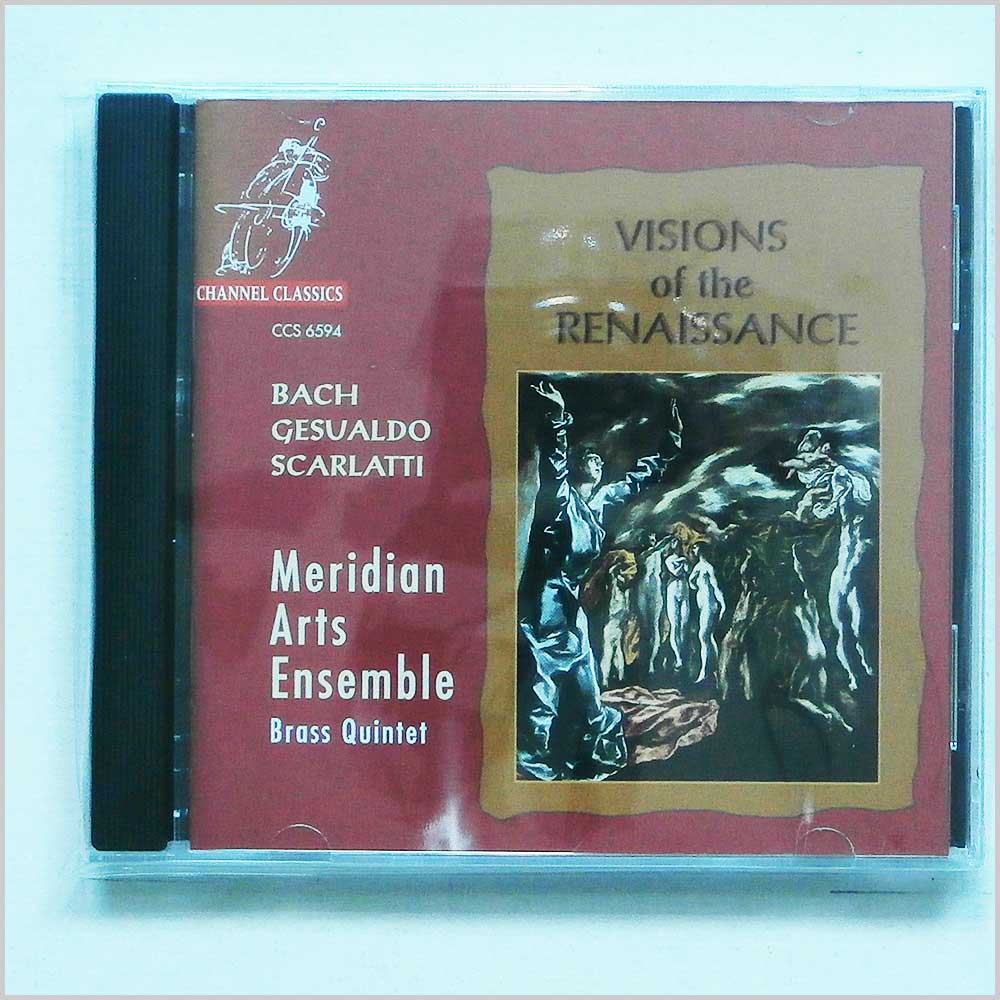 CHANNEL CLASSICS
CCS 6594
BACH
GESUALDO
SCARLATTI
Meridian
Arts
Ensemble
Brass Quintet
VISIONS
of the
RENAISSANCE